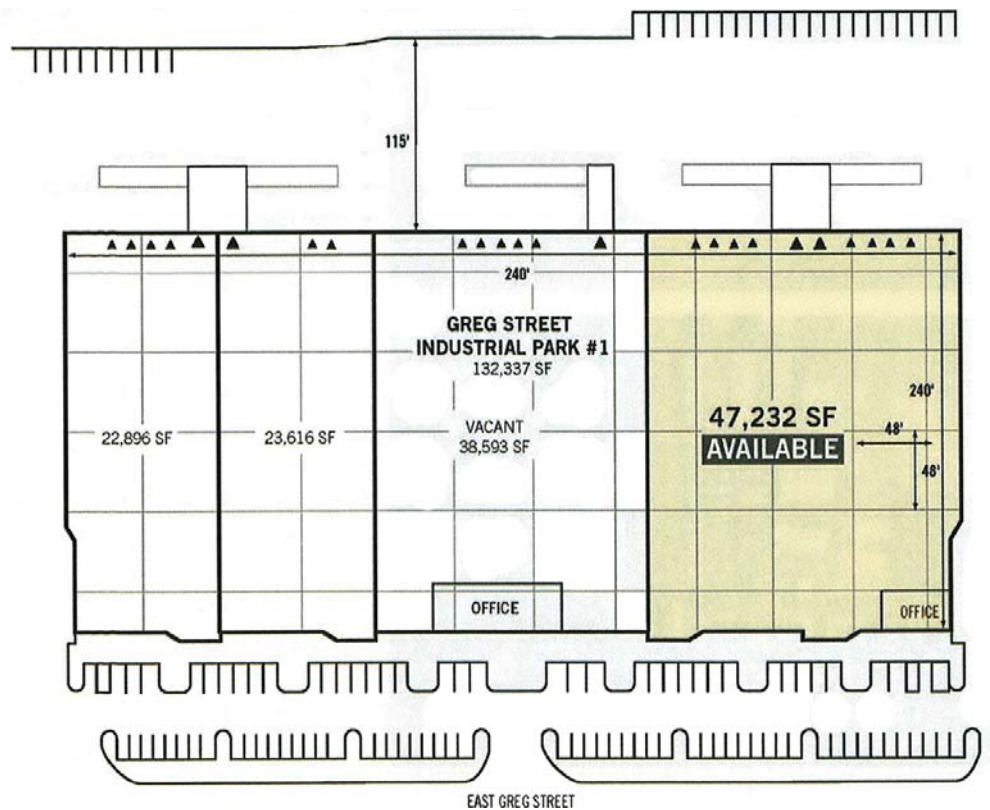 115'
240'
GREG STREET
INDUSTRIAL PARK #1
132,337 SF
22,896 SF
23,616 SF
VACANT
38,593 SF
47,232 SF
AVAILABLE
240'
48'
48'
OFFICE
OFFICE
EAST GREG STREET